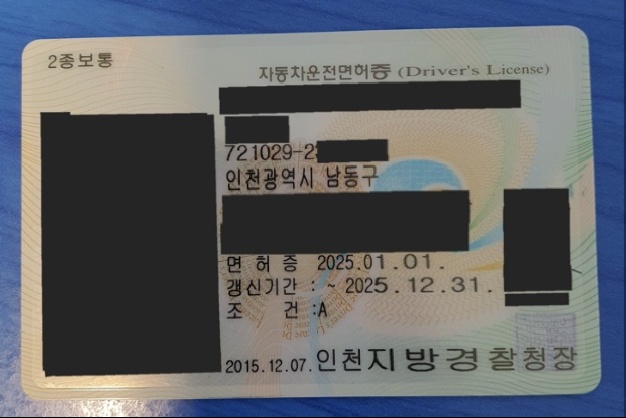 2종보통
자동차운전면허증 (Driver's License)
721029-2
인천광역시 남동구
면 허 증 2025.01.01.
갱신기간 : ~ 2025.12.31.
조 건 :A
2015.12.07. 인천지방경찰청장